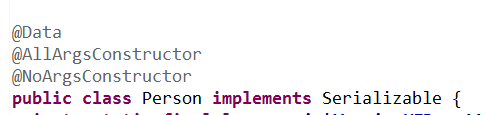 @Data
@AllArgsConstructor
@NoArgsConstructor
public class Person implements Serializable {